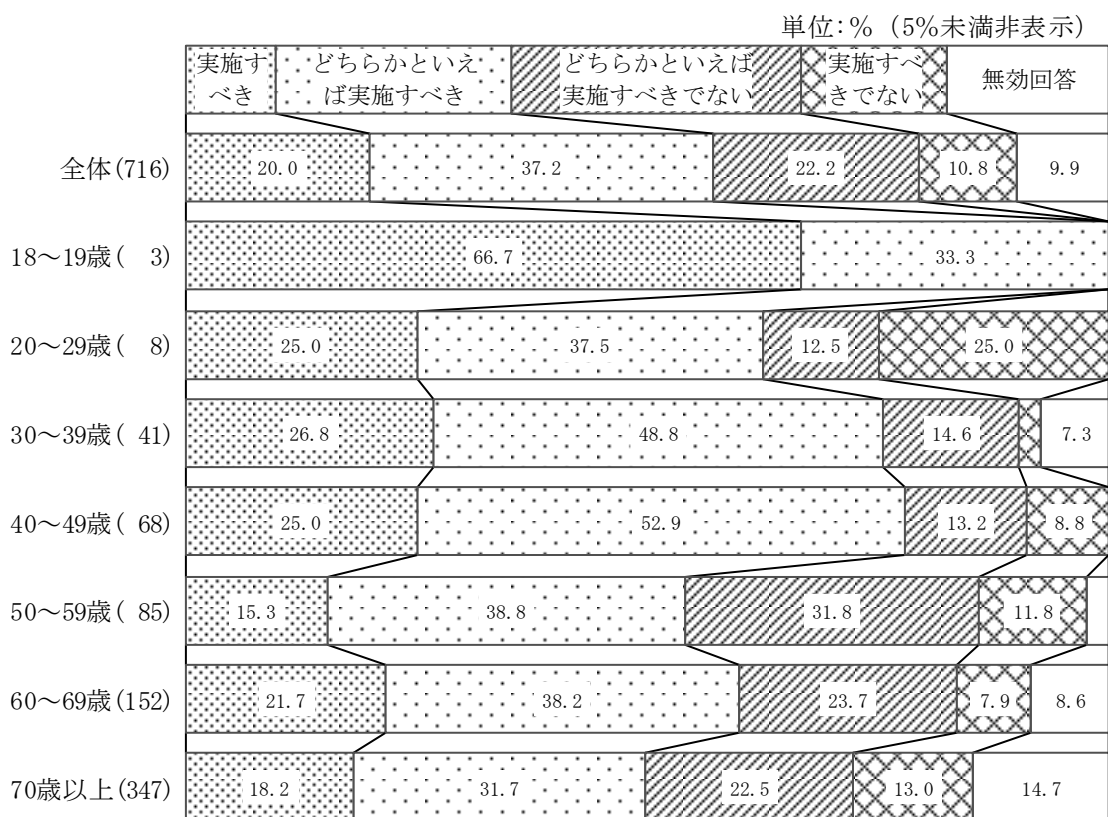 単位：％（5％未満非表示）
実施す
べき
どちらかといえ
ば実施すべき
どちらかといえば
実施すべきでない
実施すべ
きでない
無効回答
全体(716) 20.0 37.2 22.2 10.8 9.9
18～19歳(　3) 66.7 33.3
20～29歳(　8) 25.0 37.5 12.5 25.0
30～39歳( 41) 26.8 48.8 14.6 7.3
40～49歳( 68) 25.0 52.9 13.2 8.8
50～59歳( 85) 15.3 38.8 31.8 11.8
60～69歳(152) 21.7 38.2 23.7 7.9 8.6
70歳以上(347) 18.2 31.7 22.5 13.0 14.7